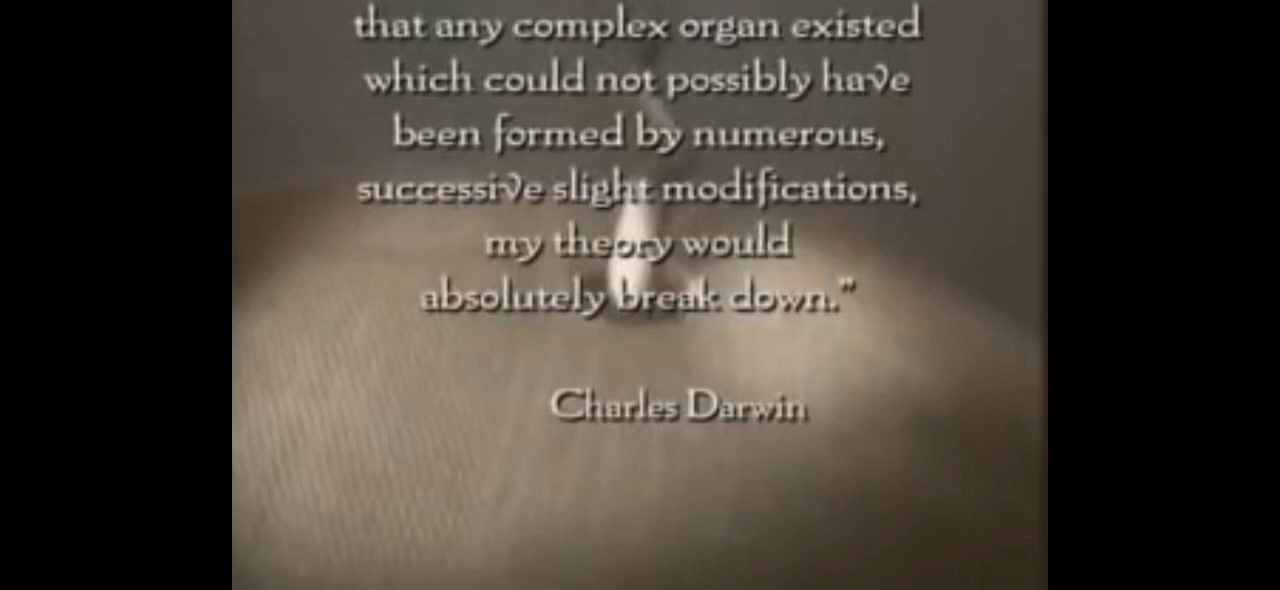 that any complex organ existed
which could not possibly have
been formed by numerous,
successive slight modifications,
my theory would
absolutely break down.”
Charles Darwin